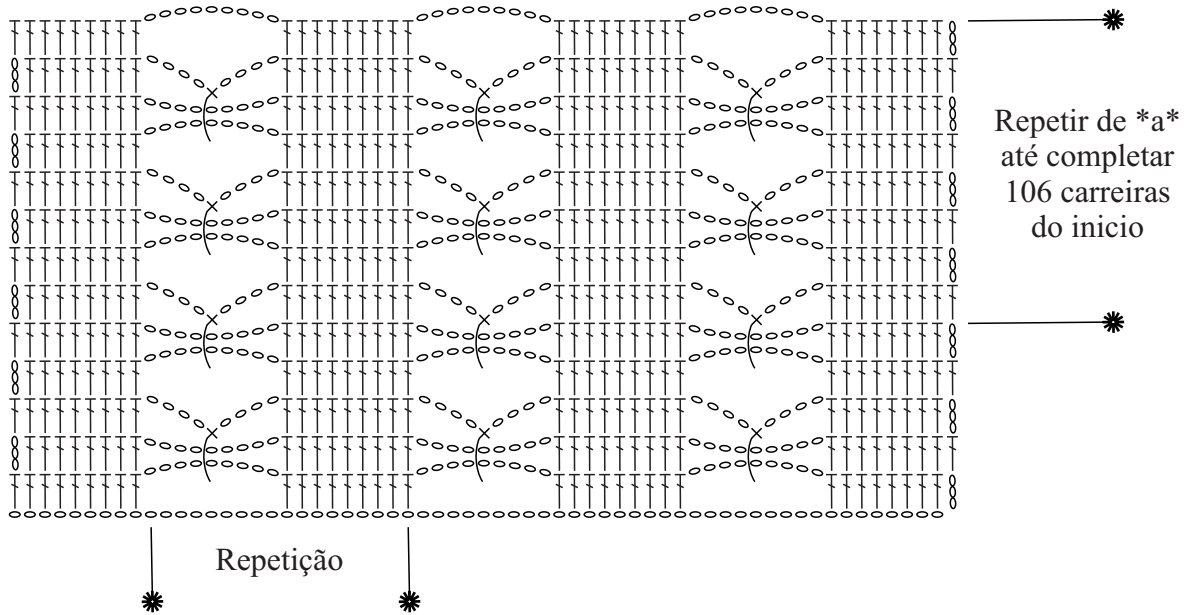 Repetir de *a*
até completar
106 carreiras
do inicio
Repetição